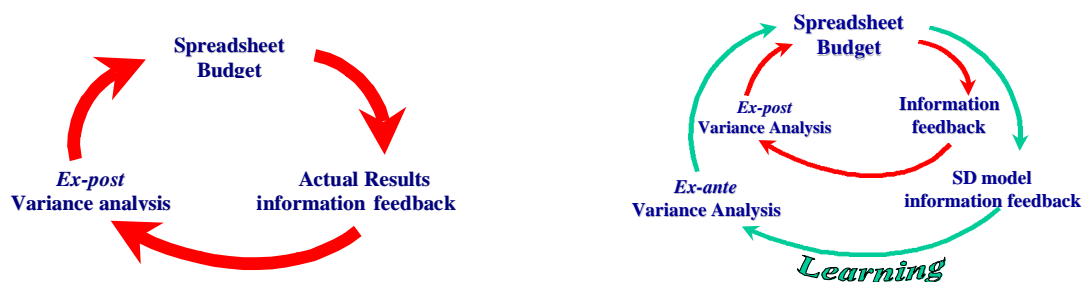 Spreadsheet
Budget
Ex-post
Variance analysis
Actual Results
information feedback
Spreadsheet
Budget
Ex-post
Variance Analysis
Information
feedback
Ex-ante
Variance Analysis
SD model
information feedback
Learning